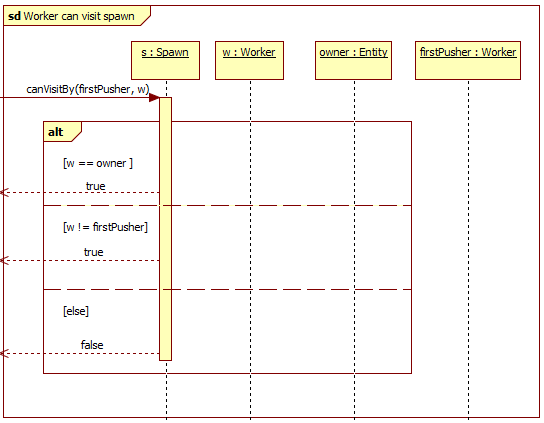 sd Worker can visit spawn
s : Spawn
w : Worker
owner : Entity
firstPusher : Worker
canVisitBy(firstPusher, w)
alt
[w == owner ]
true
[w != firstPusher]
true
[else]
false